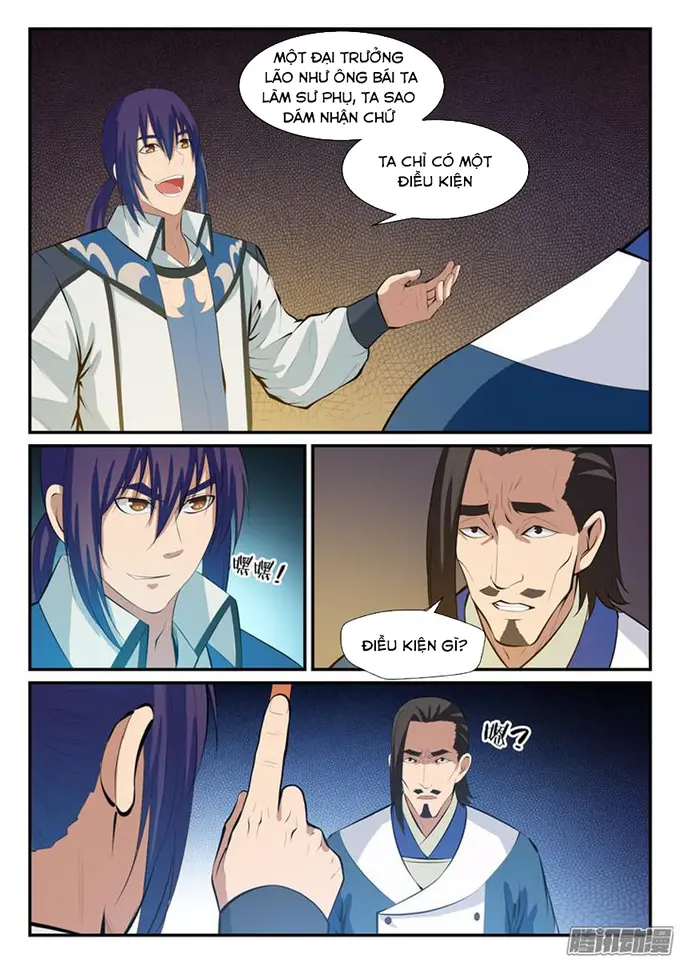 MỘT ĐẠI TRƯỞNG
LÃO NHƯ ÔNG BÁI TA
LÀM SƯ PHỤ, TA SAO
DÁM NHẬN CHỨ
TA CHỈ CÓ MỘT
ĐIỀU KIỆN
嘿嘿!
ĐIỀU KIỆN GÌ?
嗯?
腾讯动漫